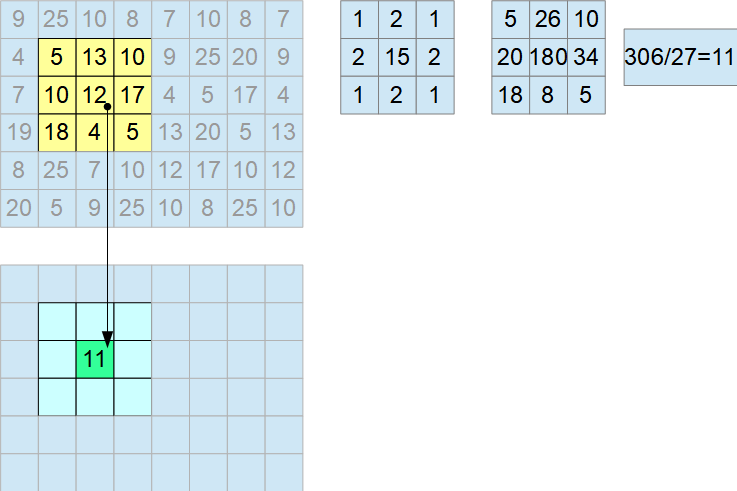 9 25 10 8 7 10 8 7
4 5 13 10 9 25 20 9
7 10 12 17 4 5 17 4
19 18 4 5 13 20 5 13
8 25 7 10 12 17 10 12
20 5 9 25 10 8 25 10
1 2 1
2 15 2
1 2 1
5 26 10
20 180 34
18 8 5
306/27=11
11